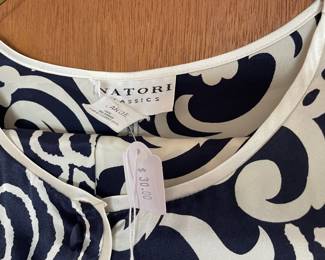 NATORI
CLASSICS
$ 30.00